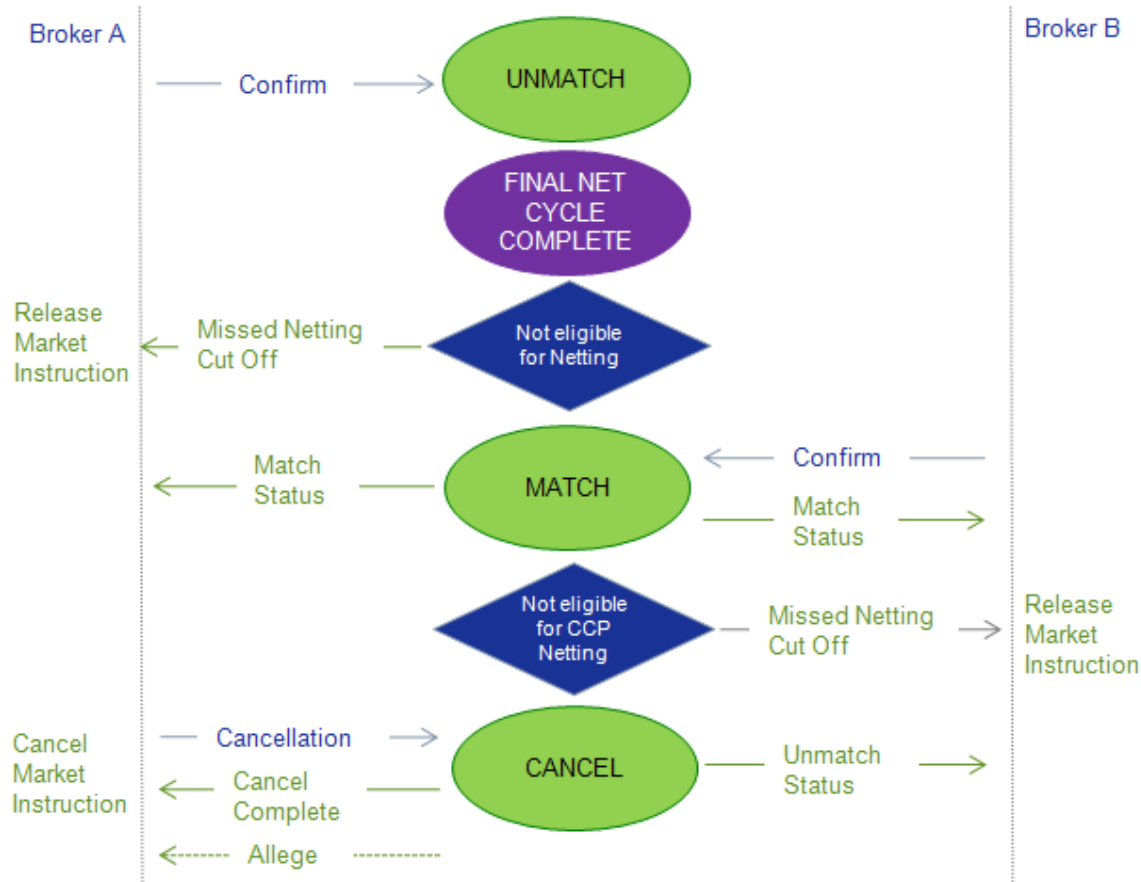 Broker A
Broker B
Confirm
UNMATCH
FINAL NET
CYCLE
COMPLETE
Release
Market
Instruction
Missed Netting
Cut Off
Not eligible
for Netting
Match
Status
MATCH
Confirm
Match
Status
Not eligible
for CCP
Netting
Missed Netting
Cut Off
Release
Market
Instruction
Cancel
Market
Instruction
Cancellation
Cancel
Complete
Allege
CANCEL
Unmatch
Status